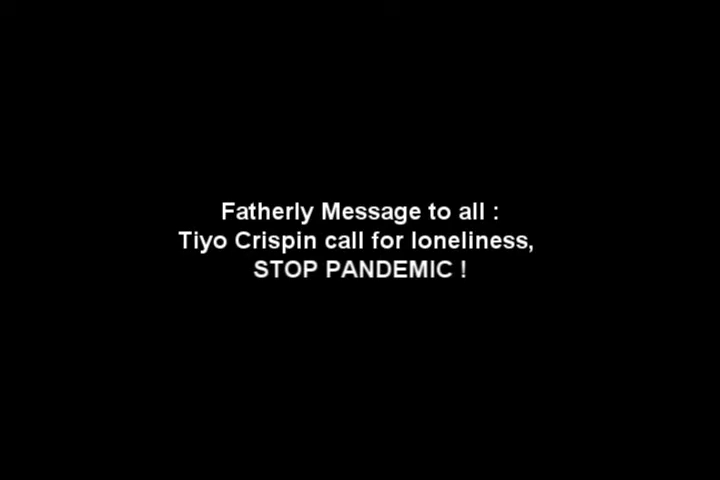 Fatherly Message to all :
Tiyo Crispin call for loneliness,
STOP PANDEMIC !